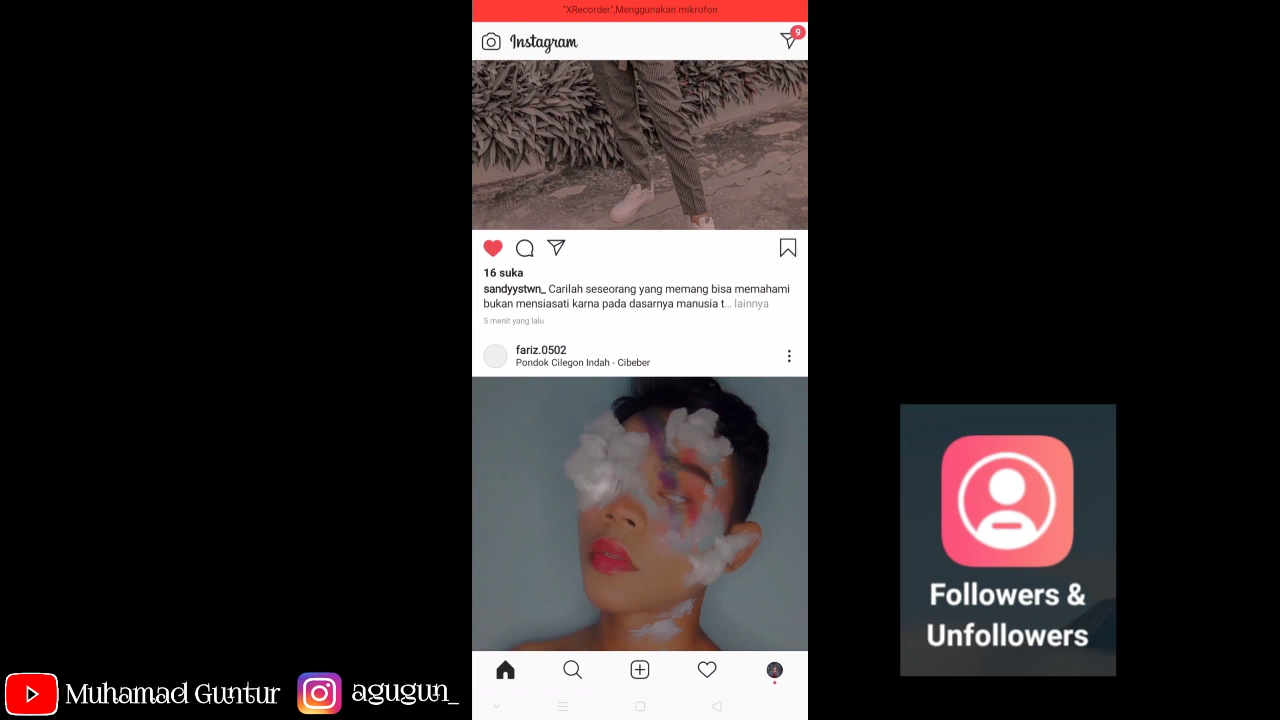 "XRecorder",Menggunakan mikrofon
Instagram
9
16 suka
sandyystwn_ Carilah seseorang yang memang bisa memahami
bukan mensiasati karna pada dasarnya manusia t... lainnya
5 menit yang lalu
fariz.0502
Pondok Cilegon Indah - Cibeber
Followers &
Unfollowers
Muhamad Guntur
agugun_